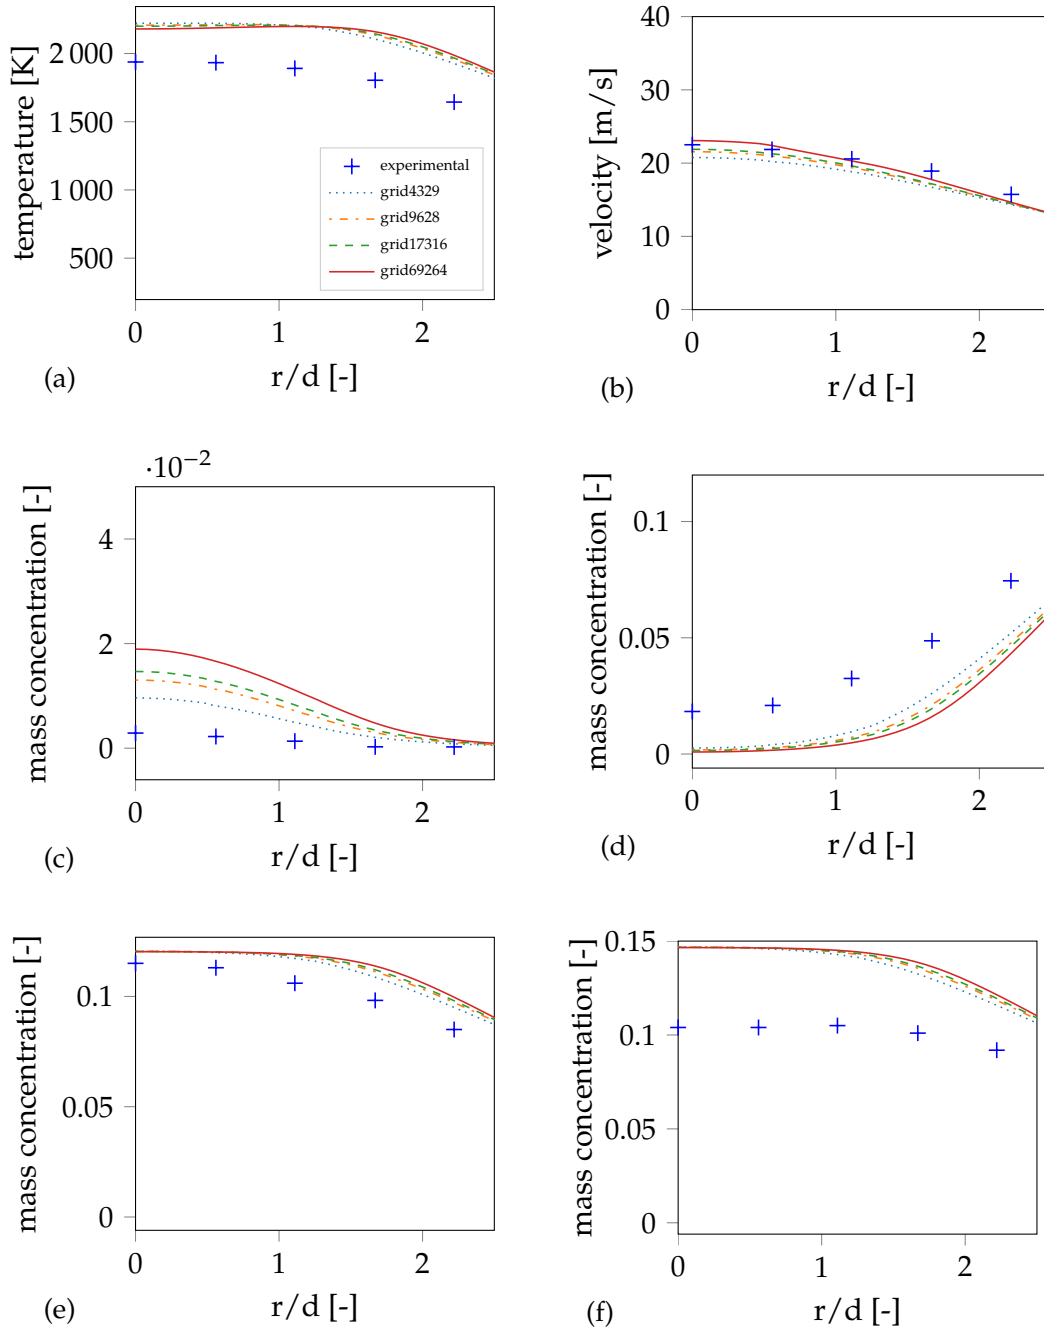 2 000
1 500
1 000
500
temperature [K]
experimental
grid4329
grid9628
grid17316
grid69264
0 1 2
r/d [-]
(a)
40
30
20
10
0
velocity [m/s]
0 1 2
r/d [-]
(b)
·10−2
4
2
0
mass concentration [-]
0 1 2
r/d [-]
(c)
0.1
0.05
0
mass concentration [-]
0 1 2
r/d [-]
(d)
0.1
0.05
0
mass concentration [-]
0 1 2
r/d [-]
(e)
0.15
0.1
0.05
0
mass concentration [-]
0 1 2
r/d [-]
(f)